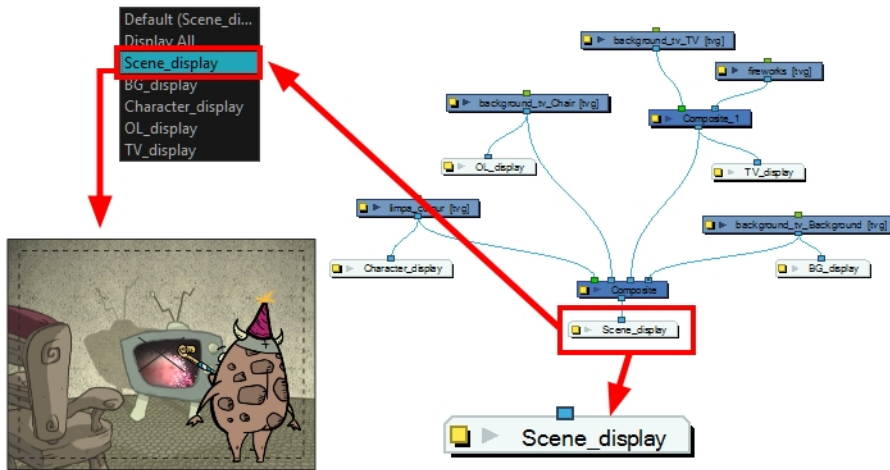 Default (Scene_di...
Display All
Scene_display
BG_display
Character_display
OL_display
TV_display
background_tv_TV [tvg]
fireworks [tvg]
background_tv_Chair [tvg]
Composite_1
OL_display
TV_display
limpa_colour [tvg]
background_tv_Background [tvg]
Character_display
BG_display
Composite
Scene_display
Scene_display